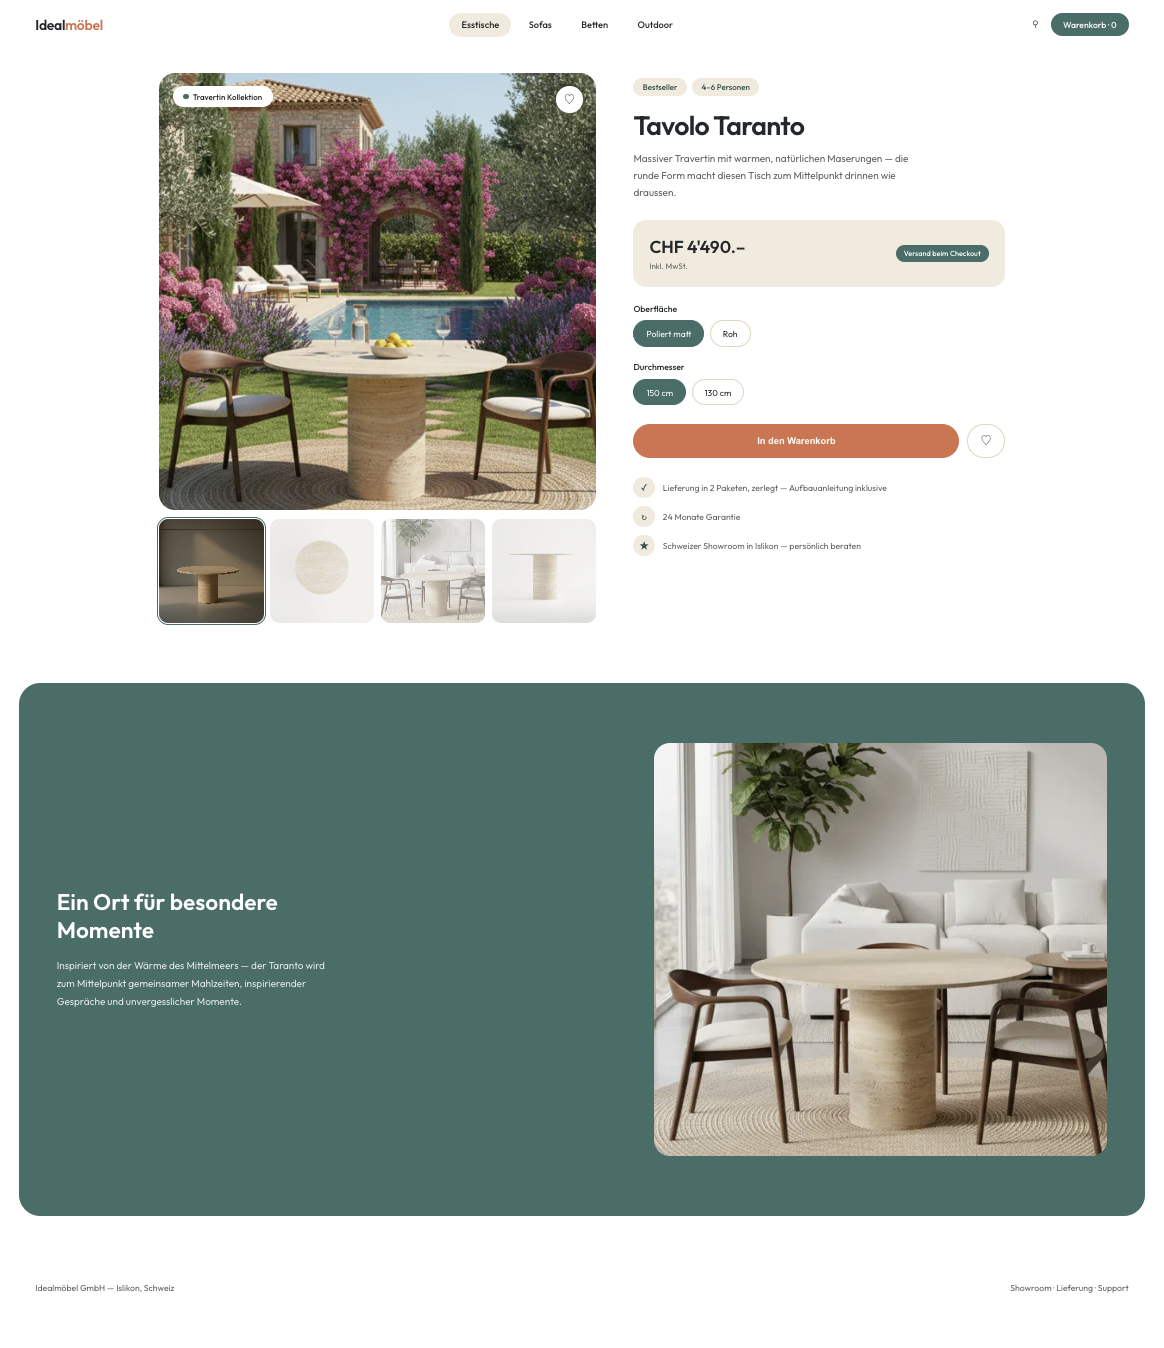 Idealmöbel
Esstische
Sofas
Betten
Outdoor
Warenkorb · 0
Travertin Kollektion
Bestseller
4–6 Personen
Tavolo Taranto
Massiver Travertin mit warmen, natürlichen Maserungen — die
runde Form macht diesen Tisch zum Mittelpunkt drinnen wie
draussen.
CHF 4'490.–
Inkl. MwSt.
Versand beim Checkout
Oberfläche
Poliert matt
Roh
Durchmesser
150 cm
130 cm
In den Warenkorb
Lieferung in 2 Paketen, zerlegt — Aufbauanleitung inklusive
24 Monate Garantie
Schweizer Showroom in Islikon — persönlich beraten
Ein Ort für besondere
Momente
Inspiriert von der Wärme des Mittelmeers — der Taranto wird
zum Mittelpunkt gemeinsamer Mahlzeiten, inspirierender
Gespräche und unvergesslicher Momente.
Idealmöbel GmbH — Islikon, Schweiz
Showroom · Lieferung · Support